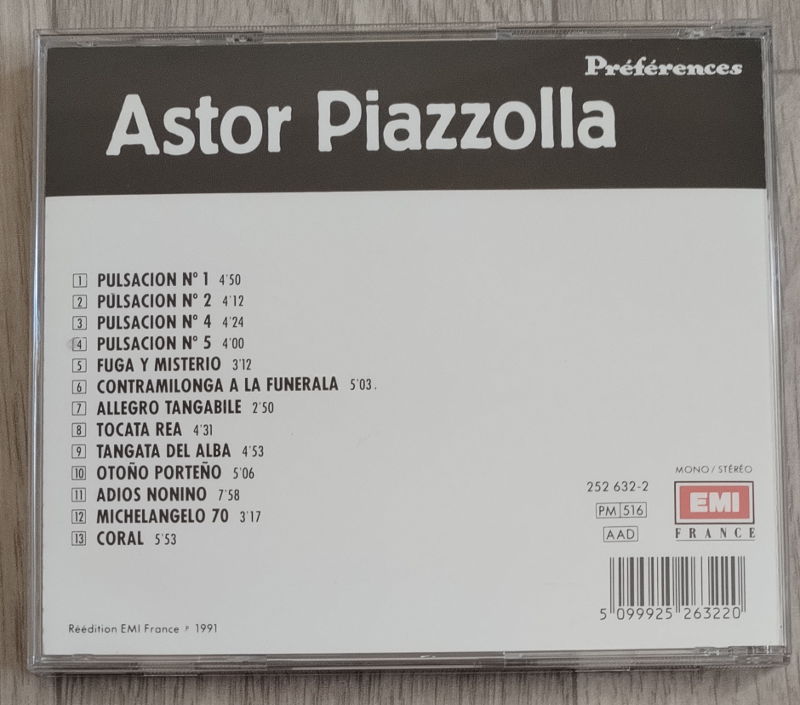 Préférences
Astor Piazzolla
1 PULSACION N° 1 4'50
2 PULSACION N° 2 4'12
3 PULSACION N° 4 4'24
4 PULSACION N° 5 4'00
5 FUGA Y MISTERIO 3'12
6 CONTRAMILONGA A LA FUNERALA 5'03.
7 ALLEGRO TANGABILE 2'50
8 TOCATA REA 4'31
9 TANGATA DEL ALBA 4'53
10 OTOÑO PORTEÑO 5'06
11 ADIOS NONINO 7'58
12 MICHELANGELO 70 3'17
13 CORAL 5'53
MONO/STÉRÉO
252 632-2
PM 516
EMI
AAD
FRANCE
5 099925 263220
Réédition EMI France ℗ 1991